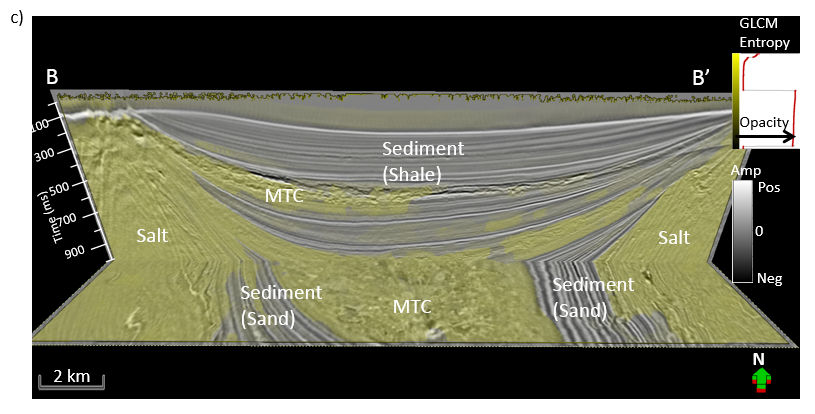 c)
GLCM
Entropy
B
B’
Opacity
100
300
500
700
900
Time (ms)
Sediment
(Shale)
MTC
Amp
Pos
0
Neg
Salt
Salt
Sediment
(Sand)
MTC
Sediment
(Sand)
2 km
N